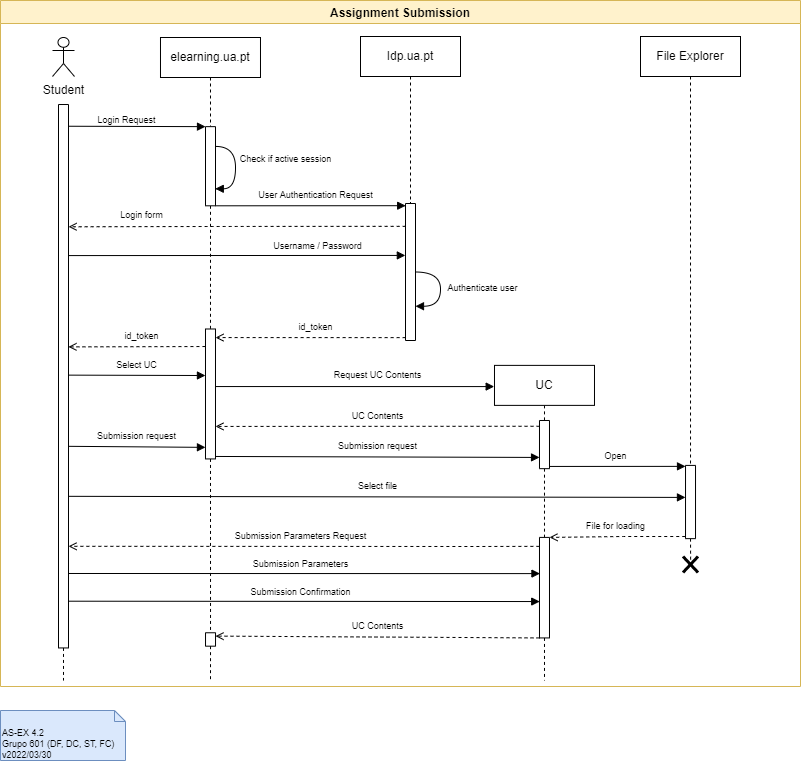 Assignment Submission
Student
elearning.ua.pt
Idp.ua.pt
File Explorer
Login Request
Check if active session
User Authentication Request
Login form
Username / Password
Authenticate user
id_token
id_token
Select UC
Request UC Contents
UC
UC Contents
Submission request
Submission request
Open
Select file
File for loading
Submission Parameters Request
Submission Parameters
Submission Confirmation
UC Contents
AS-EX 4.2
Grupo 601 (DF, DC, ST, FC)
v2022/03/30